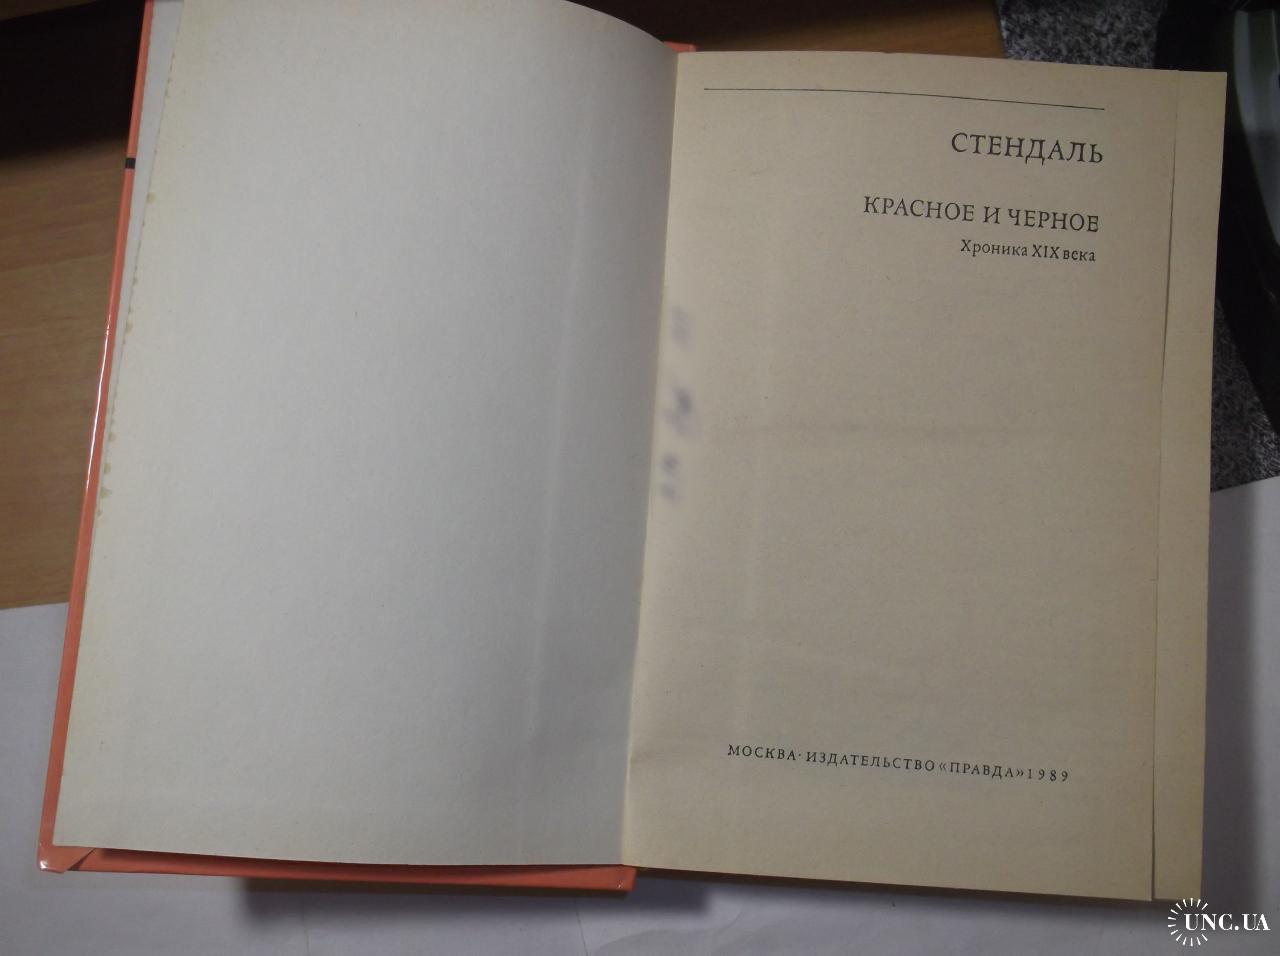 СТЕНДАЛЬ
КРАСНОЕ И ЧЕРНОЕ
Хроника XIX века
МОСКВА · ИЗДАТЕЛЬСТВО «ПРАВДА» 1989
UNC.UA